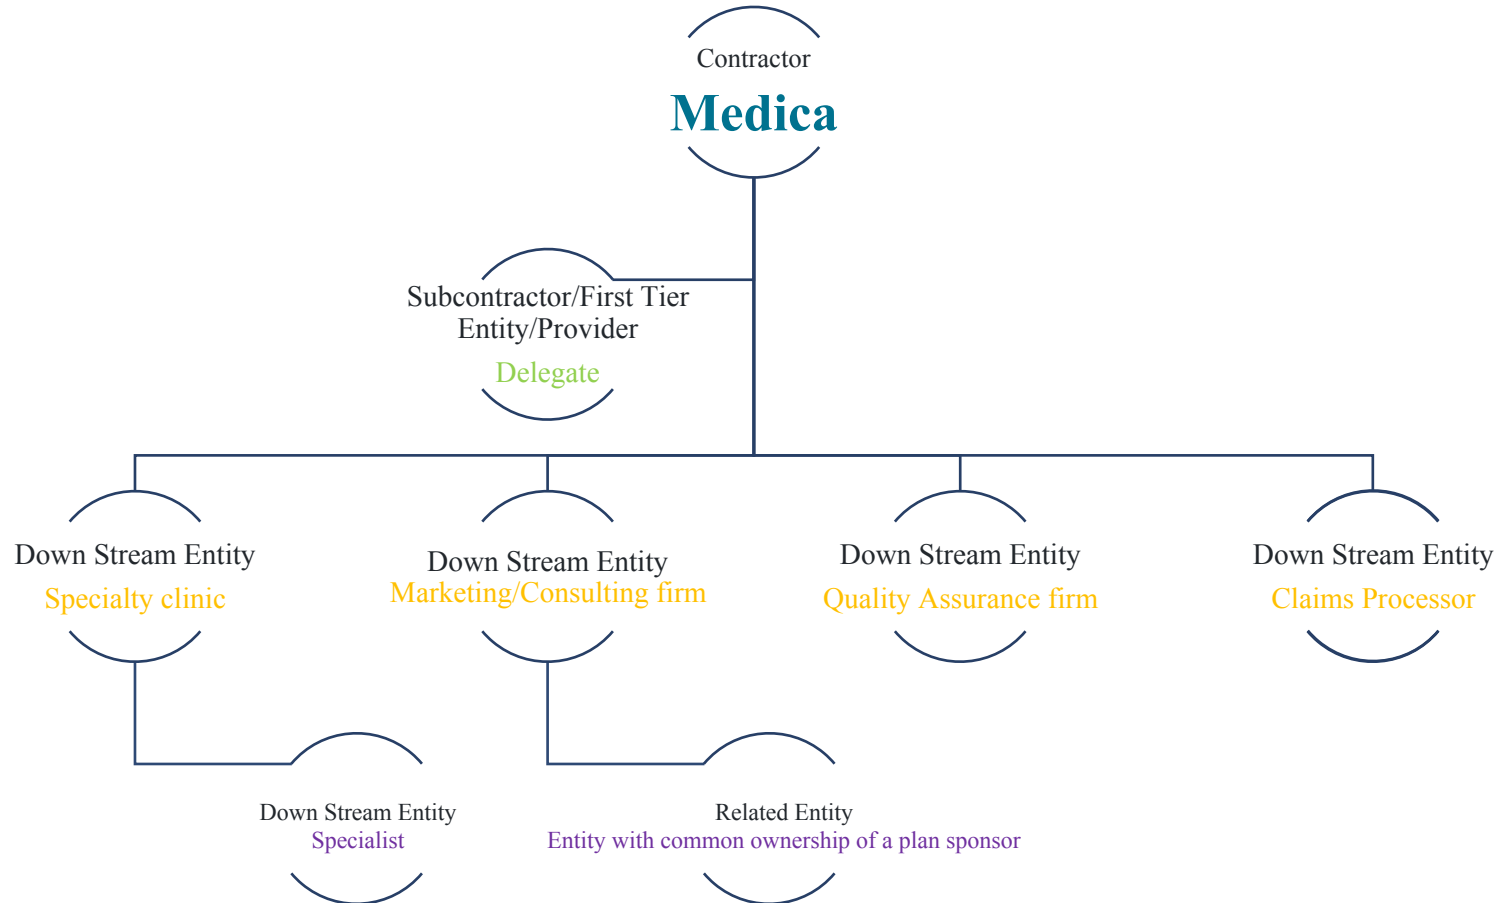 Contractor
Medica
Subcontractor/First Tier
Entity/Provider
Delegate
Down Stream Entity
Specialty clinic
Down Stream Entity
Marketing/Consulting firm
Down Stream Entity
Quality Assurance firm
Down Stream Entity
Claims Processor
Down Stream Entity
Specialist
Related Entity
Entity with common ownership of a plan sponsor